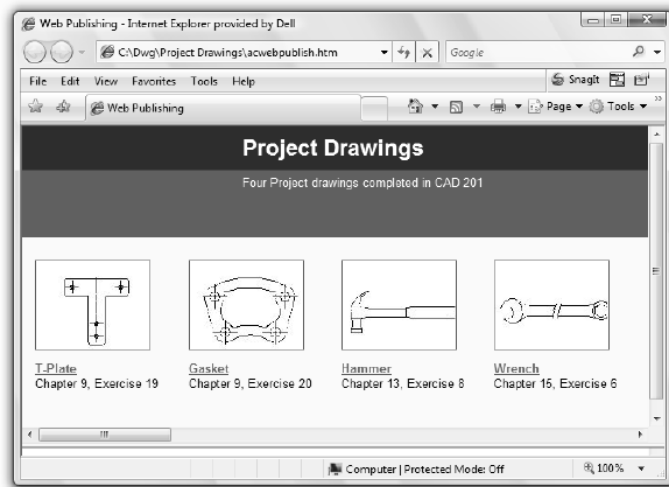 Web Publishing - Internet Explorer provided by Dell
C:\Dwg\Project Drawings\acwebpublish.htm
Google
File Edit View Favorites Tools Help
SnagIt
Web Publishing
Page Tools
Project Drawings
Four Project drawings completed in CAD 201
T-Plate Gasket Hammer Wrench
Chapter 9, Exercise 19 Chapter 9, Exercise 20 Chapter 13, Exercise 8 Chapter 15, Exercise 6
Computer | Protected Mode: Off 100%